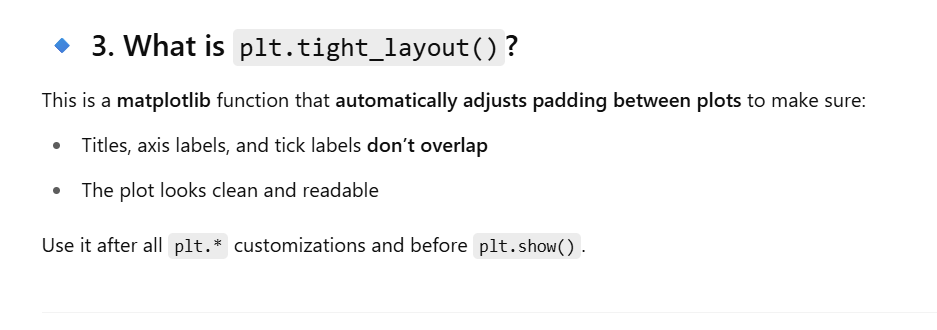 3. What is plt.tight_layout()?
This is a matplotlib function that automatically adjusts padding between plots to make sure:
• Titles, axis labels, and tick labels don’t overlap
• The plot looks clean and readable
Use it after all plt.* customizations and before plt.show().